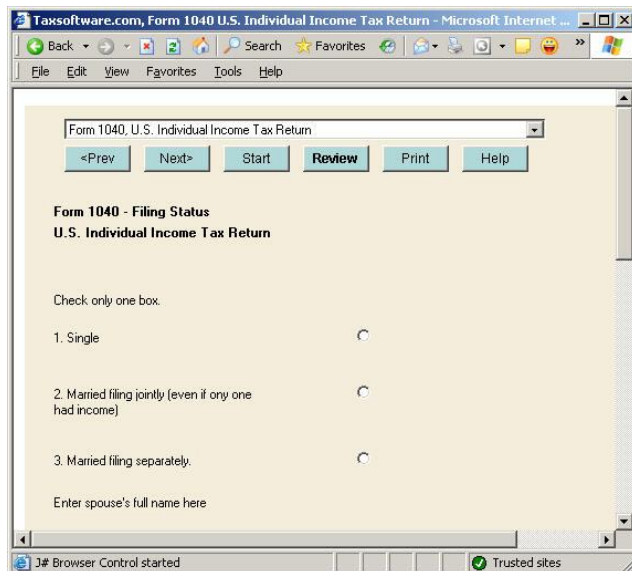 Taxsoftware.com, Form 1040 U.S. Individual Income Tax Return - Microsoft Internet ...
Back Search Favorites »
File Edit View Favorites Tools Help
Form 1040, U.S. Individual Income Tax Return
<Prev Next> Start Review Print Help
Form 1040 - Filing Status
U.S. Individual Income Tax Return
Check only one box.
1. Single
2. Married filing jointly (even if ony one
had income)
3. Married filing separately.
Enter spouse's full name here
J# Browser Control started Trusted sites